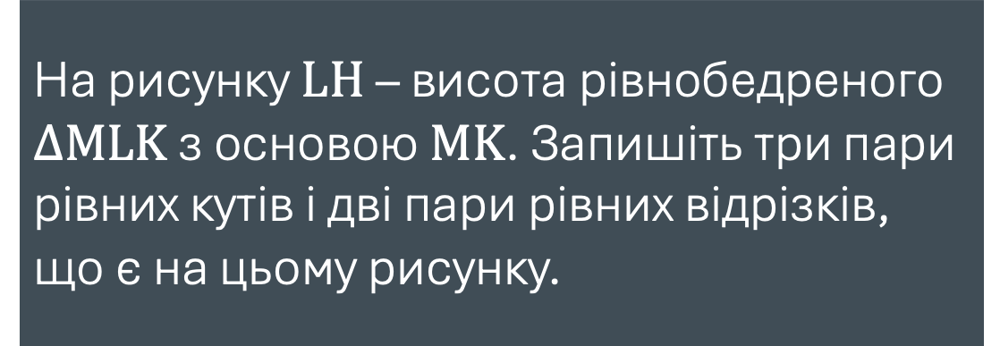 На рисунку LH – висота рівнобедреного
ΔMLK з основою MK. Запишіть три пари
рівних кутів і дві пари рівних відрізків,
що є на цьому рисунку.